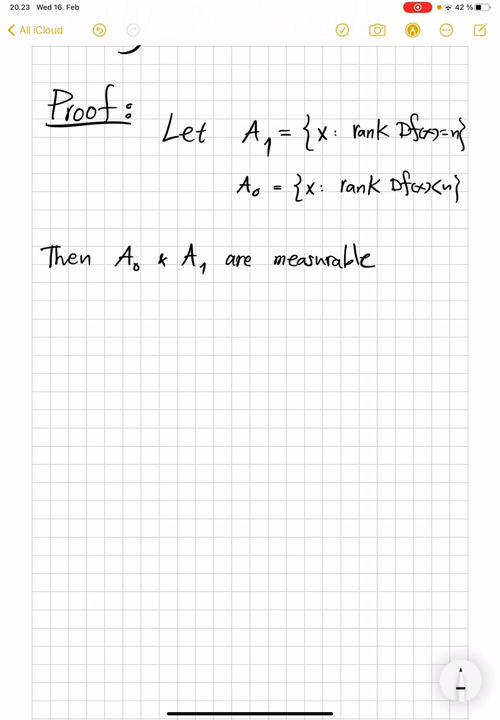 20.23 Wed 16. Feb
42 %
All iCloud
Proof:
Let A₁ = {x: rank Df(x)=n}
A₀ = {x: rank Df(x)<n}
Then A₀ & A₁ are measurable